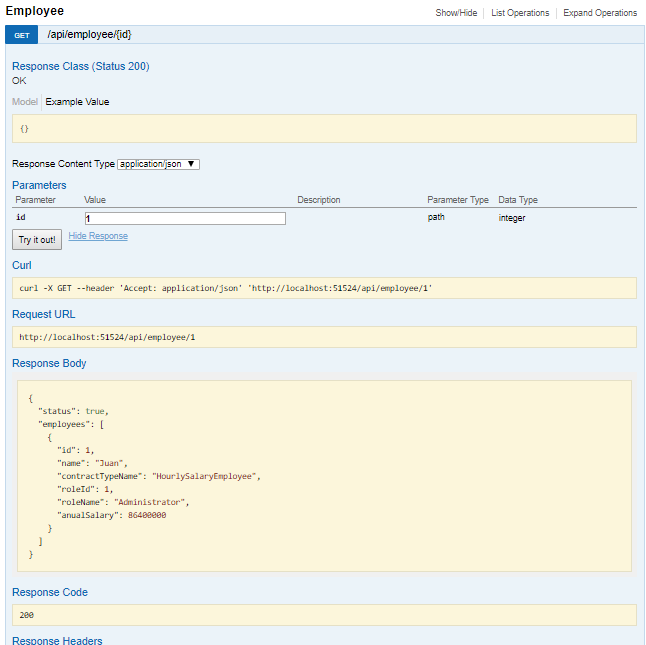 Employee
Show/Hide List Operations Expand Operations
GET /api/employee/{id}
Response Class (Status 200)
OK
Model Example Value
{}
Response Content Type application/json ▼
Parameters
Parameter Value Description Parameter Type Data Type
id 1 path integer
Try it out! Hide Response
Curl
curl -X GET --header 'Accept: application/json' 'http://localhost:51524/api/employee/1'
Request URL
http://localhost:51524/api/employee/1
Response Body
{
"status": true,
"employees": [
{
"id": 1,
"name": "Juan",
"contractTypeName": "HourlySalaryEmployee",
"roleId": 1,
"roleName": "Administrator",
"anualSalary": 86400000
}
]
}
Response Code
200
Response Headers